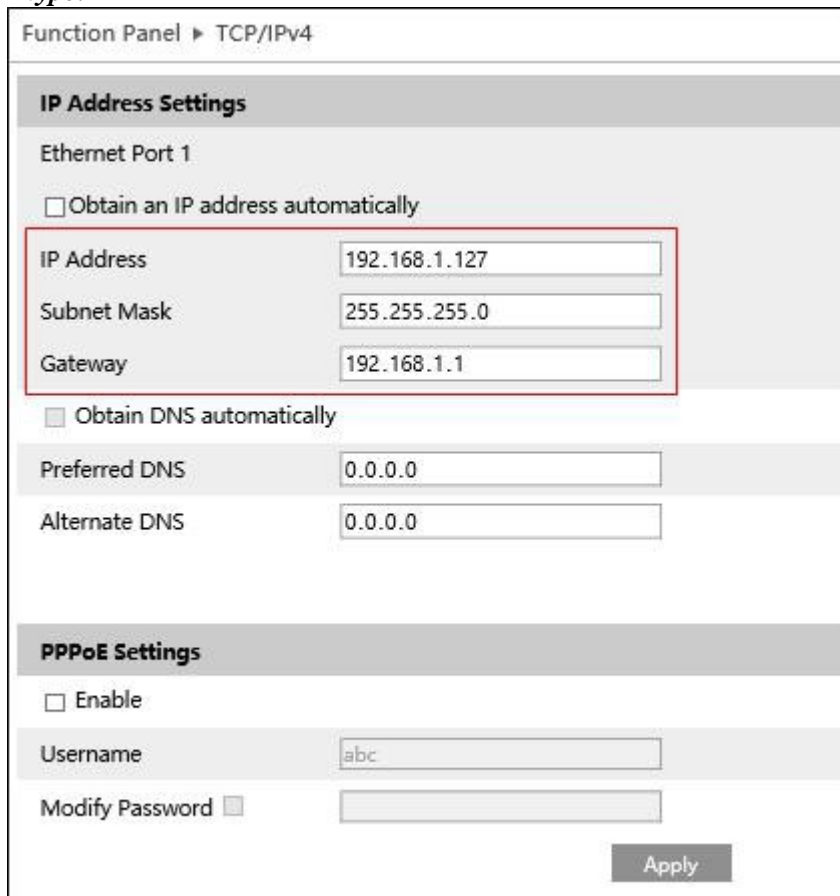 Function Panel ▶ TCP/IPv4
IP Address Settings
Ethernet Port 1
Obtain an IP address automatically
IP Address 192.168.1.127
Subnet Mask 255.255.255.0
Gateway 192.168.1.1
Obtain DNS automatically
Preferred DNS 0.0.0.0
Alternate DNS 0.0.0.0
PPPoE Settings
Enable
Username abc
Modify Password
Apply